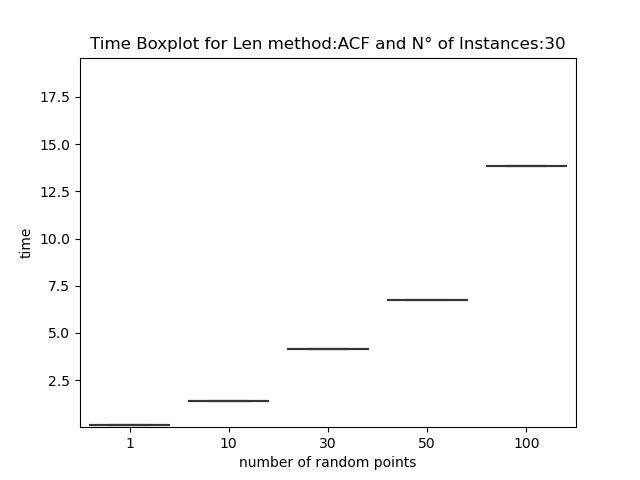 Time Boxplot for Len method:ACF and N° of Instances:30
17.5
15.0
12.5
10.0
7.5
5.0
2.5
time
1 10 30 50 100
number of random points